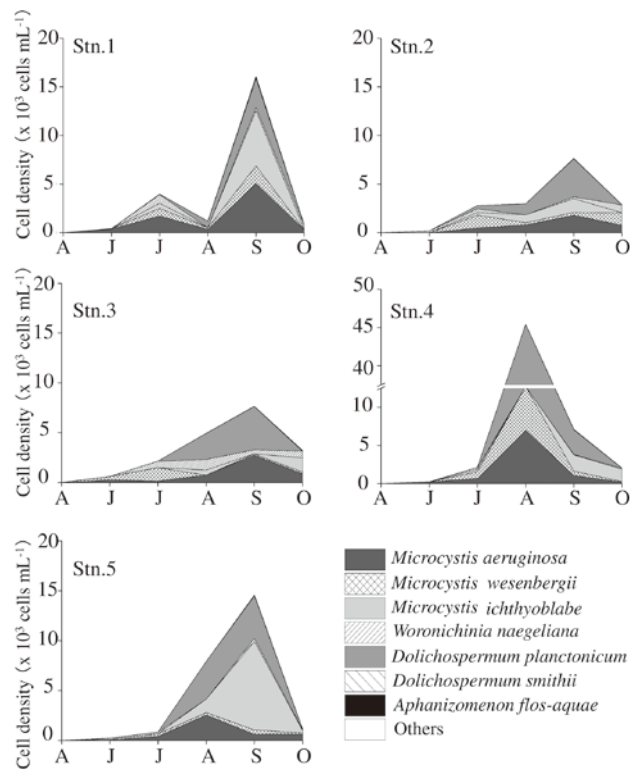 Stn.1
Cell density (x 10³ cells mL⁻¹)
20
15
10
5
0
A J J A S O
Stn.2
20
15
10
5
0
A J J A S O
Stn.3
Cell density (x 10³ cells mL⁻¹)
20
15
10
5
0
A J J A S O
Stn.4
50
45
40
10
5
0
A J J A S O
Stn.5
Cell density (x 10³ cells mL⁻¹)
20
15
10
5
0
A J J A S O
Microcystis aeruginosa
Microcystis wesenbergii
Microcystis ichthyoblabe
Woronichinia naegeliana
Dolichospermum planctonicum
Dolichospermum smithii
Aphanizomenon flos-aquae
Others